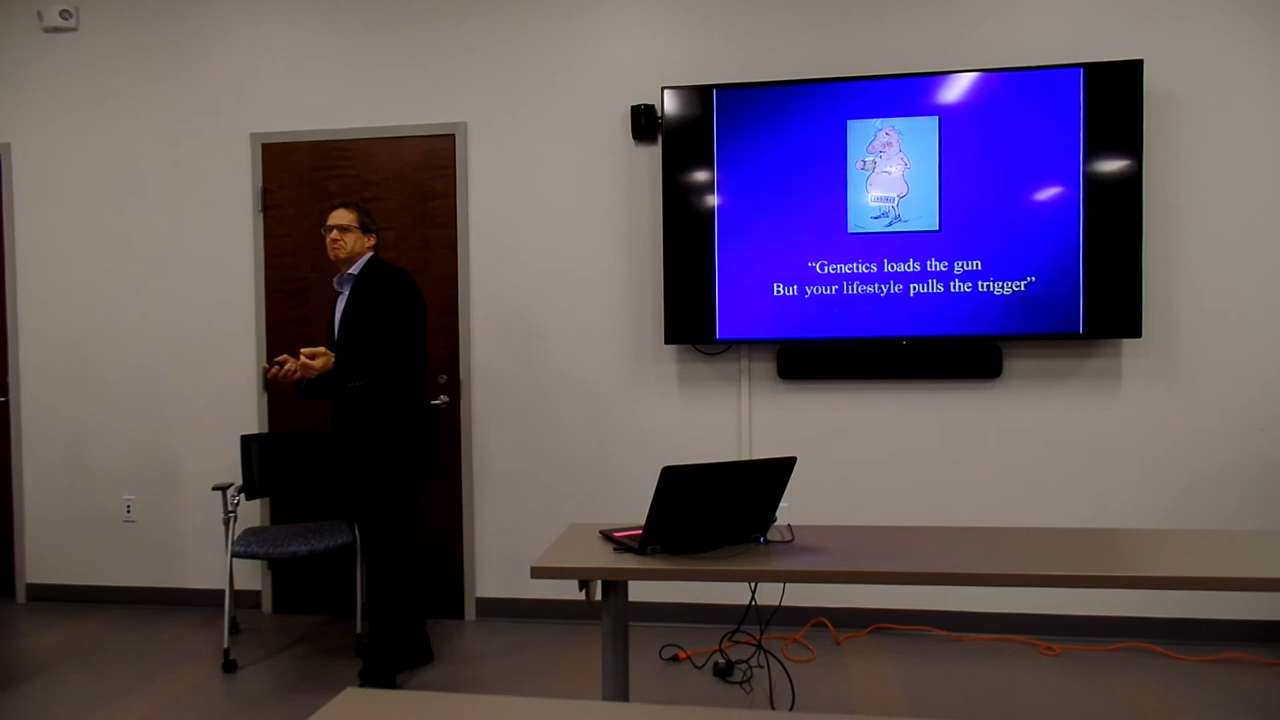 “Genetics loads the gun
But your lifestyle pulls the trigger”